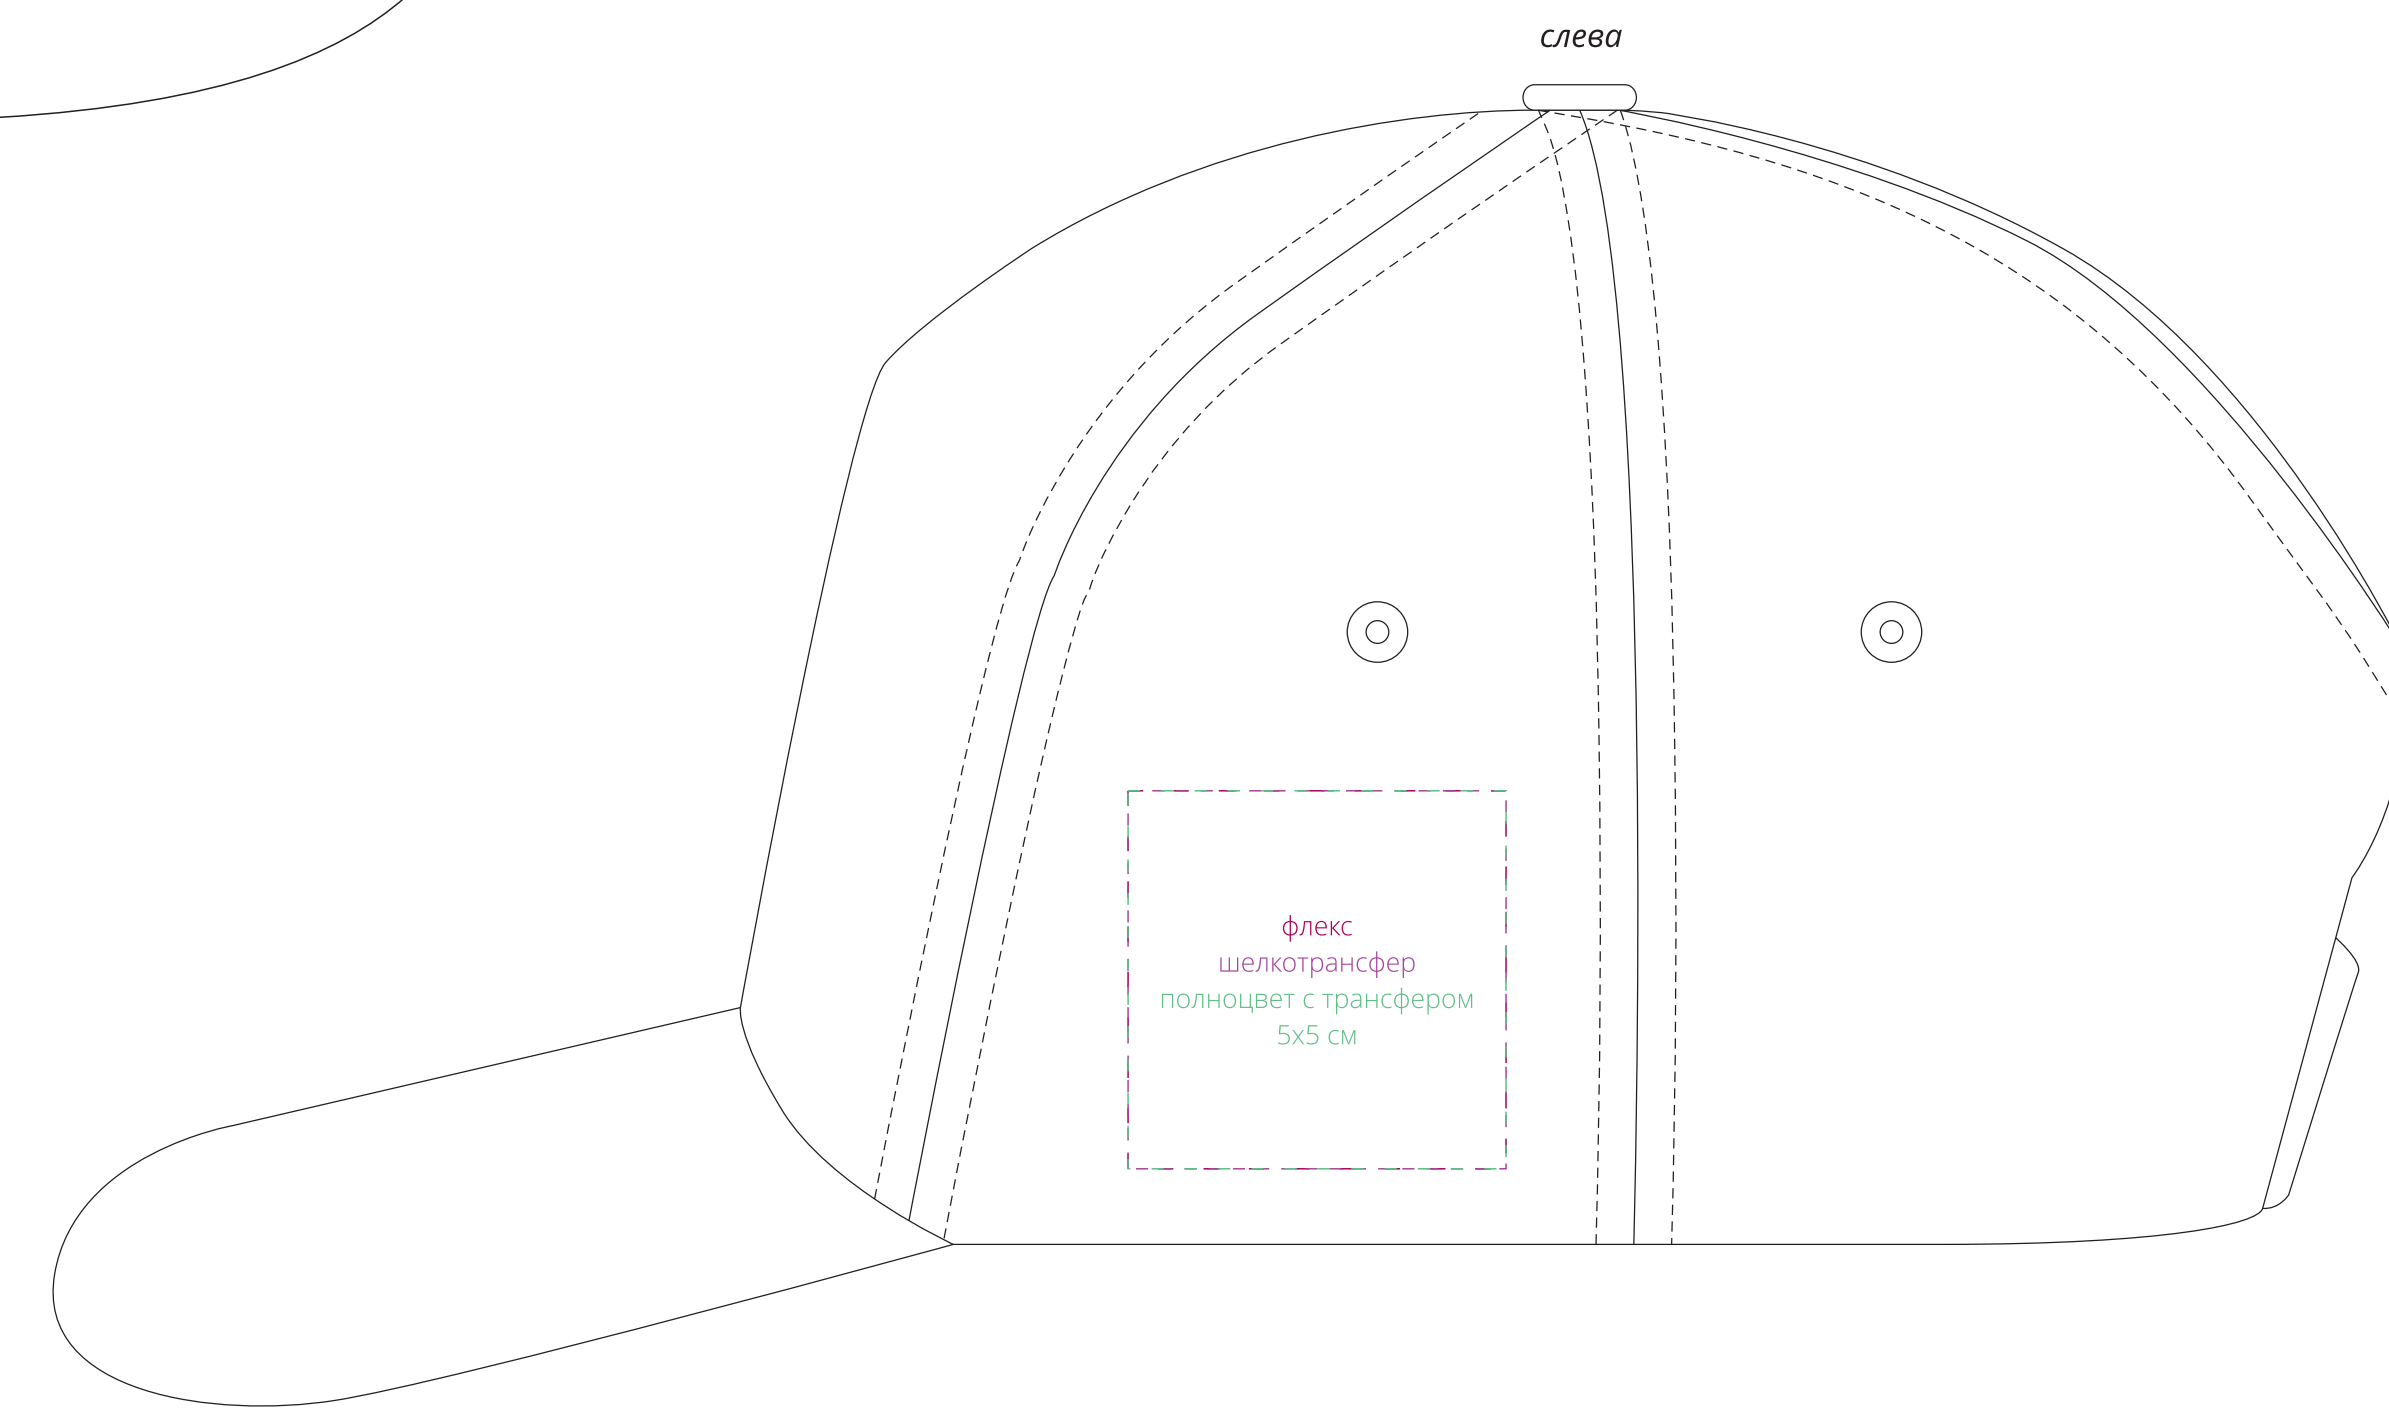 слева
флекс
шелкотрансфер
полноцвет с трансфером
5х5 см